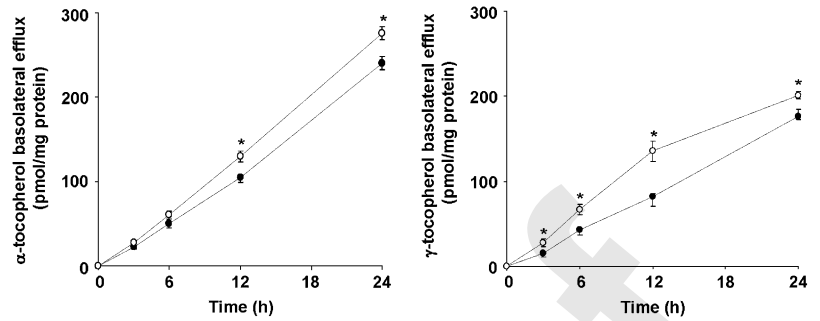 α-tocopherol basolateral efflux
(pmol/mg protein)
300
200
100
0
0 6 12 18 24
Time (h)
*
*
γ-tocopherol basolateral efflux
(pmol/mg protein)
300
200
100
0
0 6 12 18 24
Time (h)
*
*
*
*